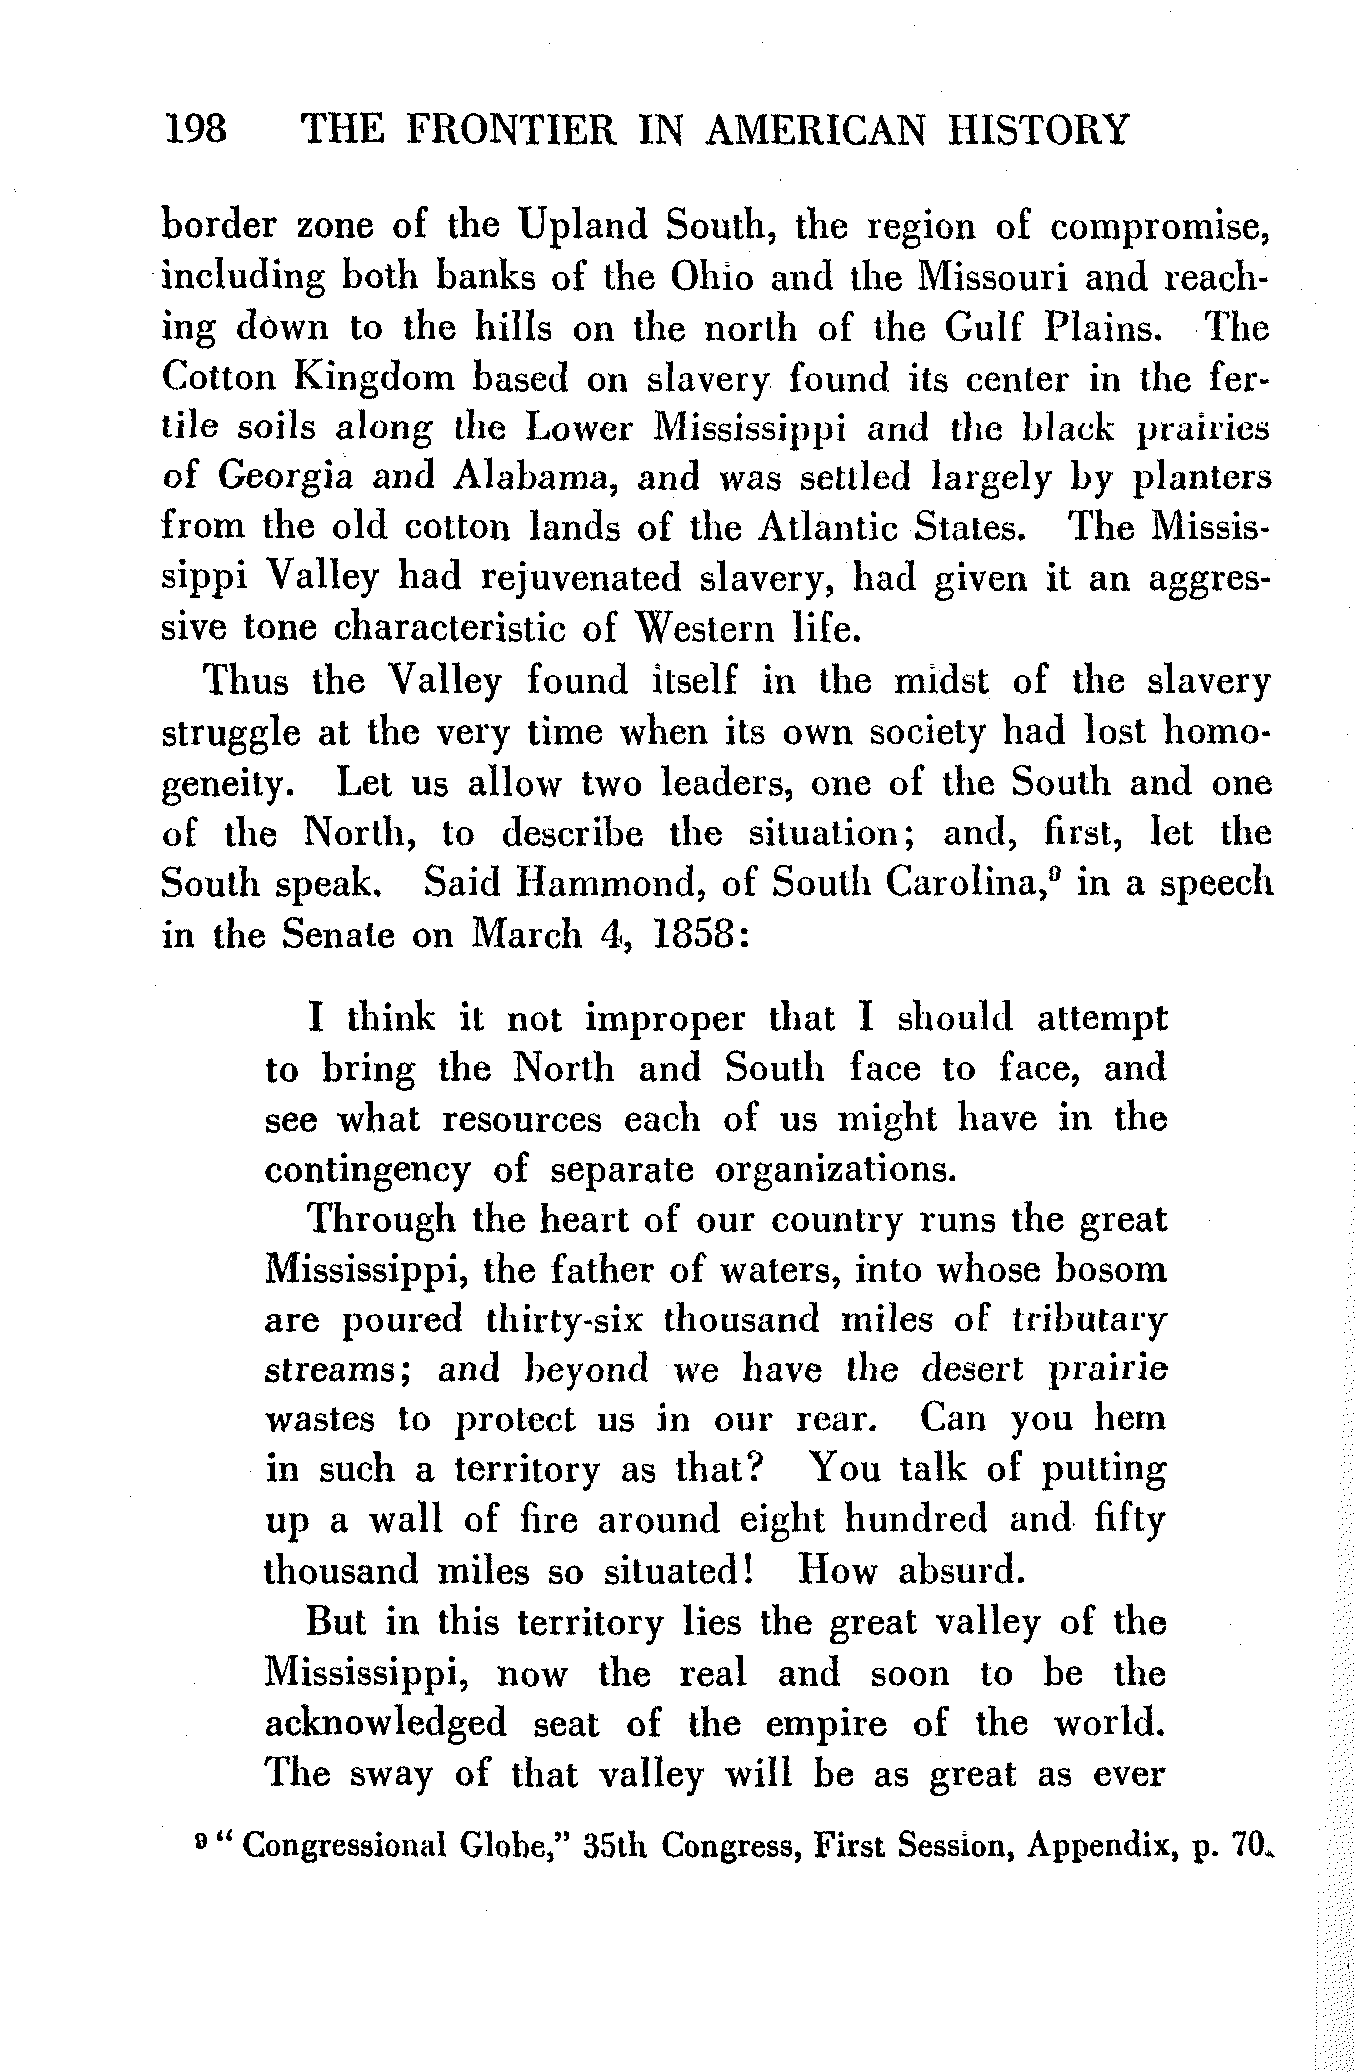 198 THE FRONTIER IN AMERICAN HISTORY
border zone of the Upland South, the region of compromise,
including both banks of the Ohio and the Missouri and reach-
ing down to the hills on the north of the Gulf Plains. The
Cotton Kingdom based on slavery found its center in the fer-
tile soils along the Lower Mississippi and the black prairies
of Georgia and Alabama, and was settled largely by planters
from the old cotton lands of the Atlantic States. The Missis-
sippi Valley had rejuvenated slavery, had given it an aggres-
sive tone characteristic of Western life.
Thus the Valley found itself in the midst of the slavery
struggle at the very time when its own society had lost homo-
geneity. Let us allow two leaders, one of the South and one
of the North, to describe the situation; and, first, let the
South speak. Said Hammond, of South Carolina,⁹ in a speech
in the Senate on March 4, 1858:
I think it not improper that I should attempt
to bring the North and South face to face, and
see what resources each of us might have in the
contingency of separate organizations.
Through the heart of our country runs the great
Mississippi, the father of waters, into whose bosom
are poured thirty-six thousand miles of tributary
streams; and beyond we have the desert prairie
wastes to protect us in our rear. Can you hem
in such a territory as that? You talk of putting
up a wall of fire around eight hundred and fifty
thousand miles so situated! How absurd.
But in this territory lies the great valley of the
Mississippi, now the real and soon to be the
acknowledged seat of the empire of the world.
The sway of that valley will be as great as ever
⁹ "Congressional Globe," 35th Congress, First Session, Appendix, p. 70.